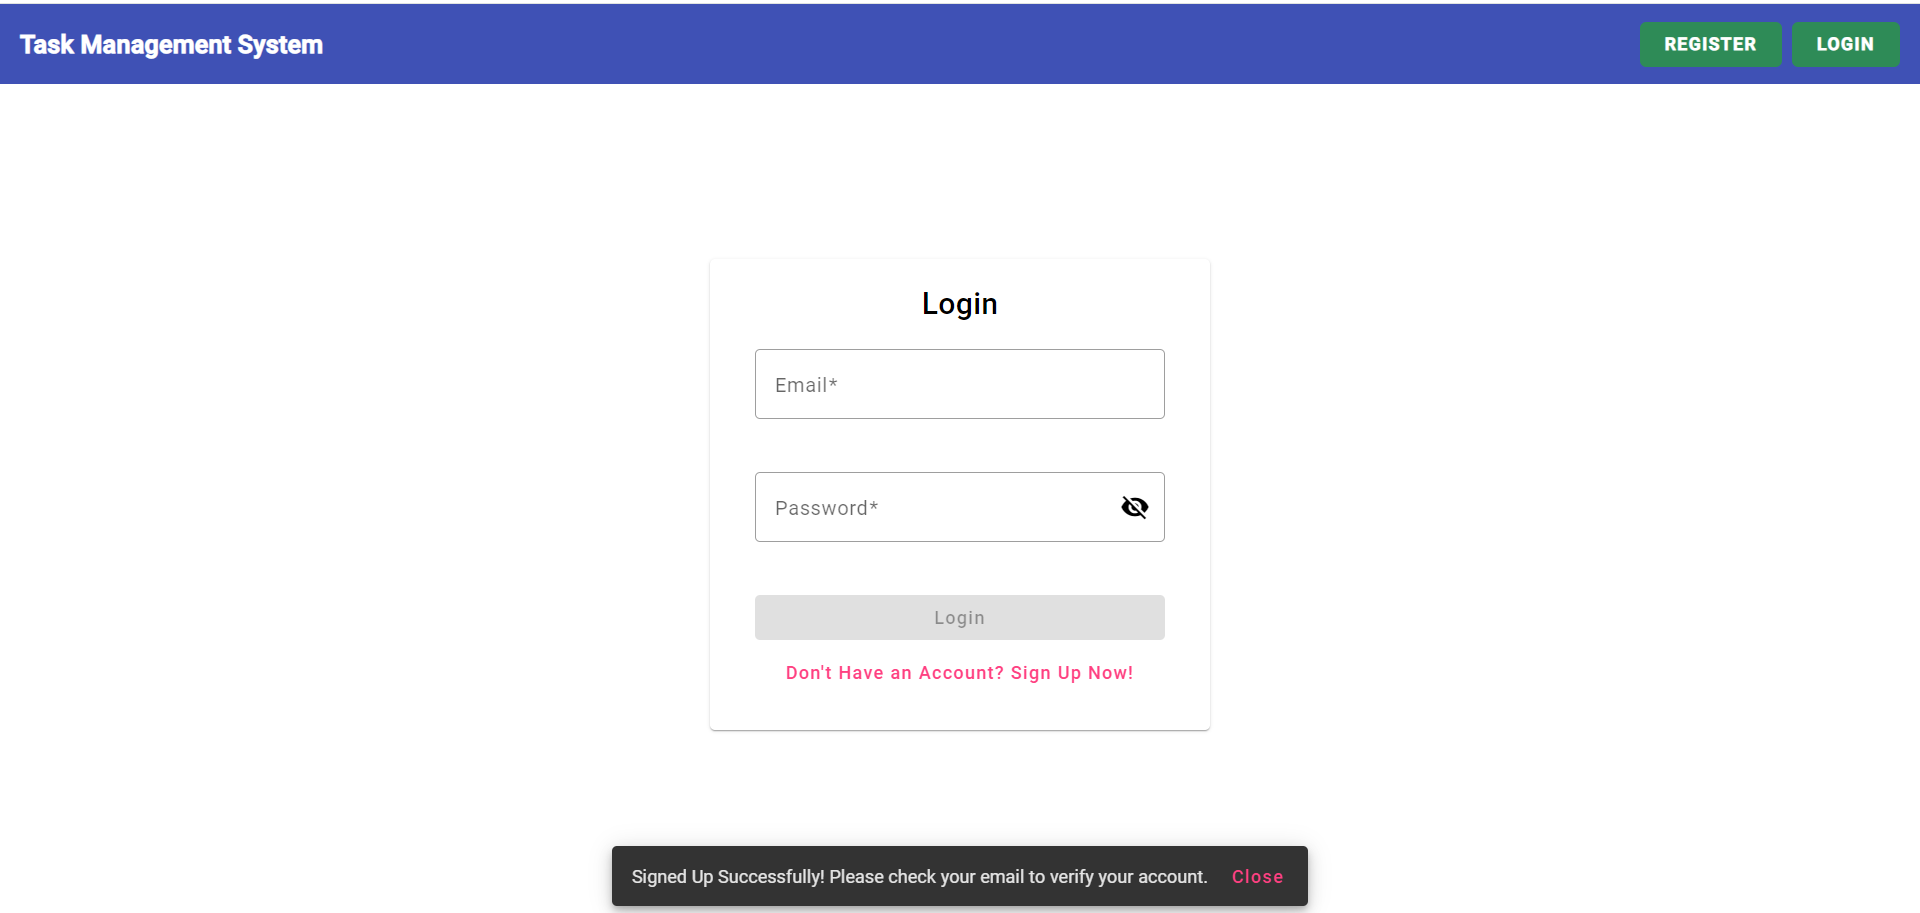 Task Management System
REGISTER
LOGIN
Login
Email*
Password*
Login
Don't Have an Account? Sign Up Now!
Signed Up Successfully! Please check your email to verify your account. Close